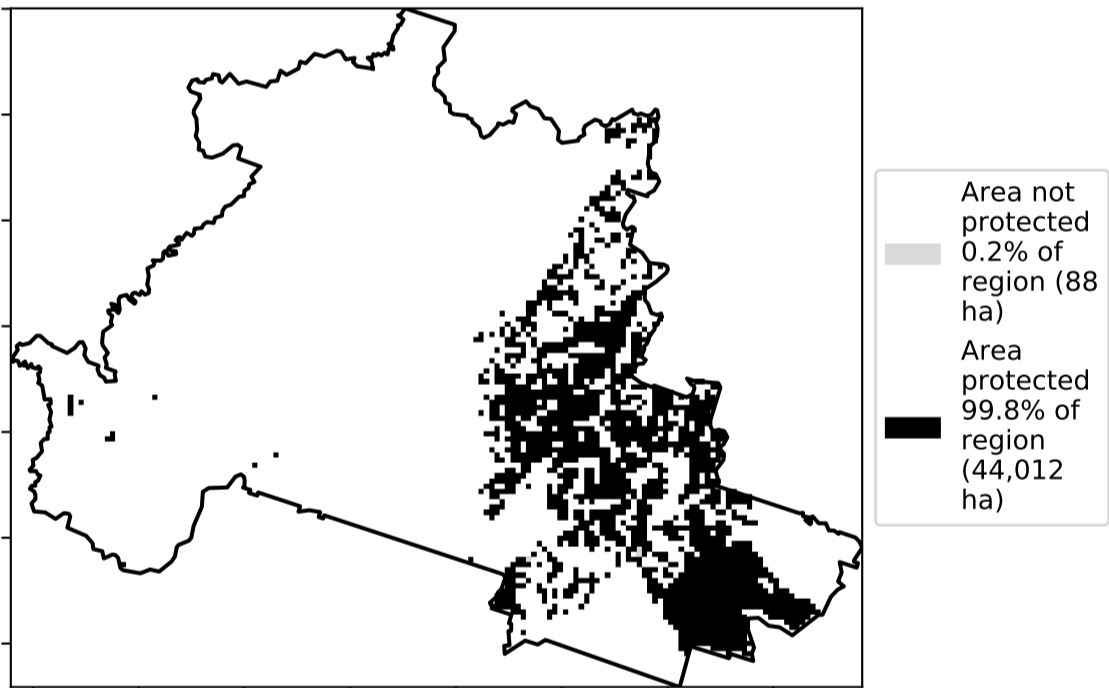 Area not
protected
0.2% of
region (88
ha)
Area
protected
99.8% of
region
(44,012
ha)